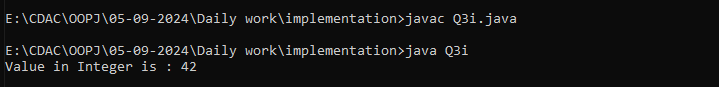 E:\CDAC\OOPJ\05-09-2024\Daily work\implementation>javac Q3i.java
E:\CDAC\OOPJ\05-09-2024\Daily work\implementation>java Q3i
Value in Integer is : 42